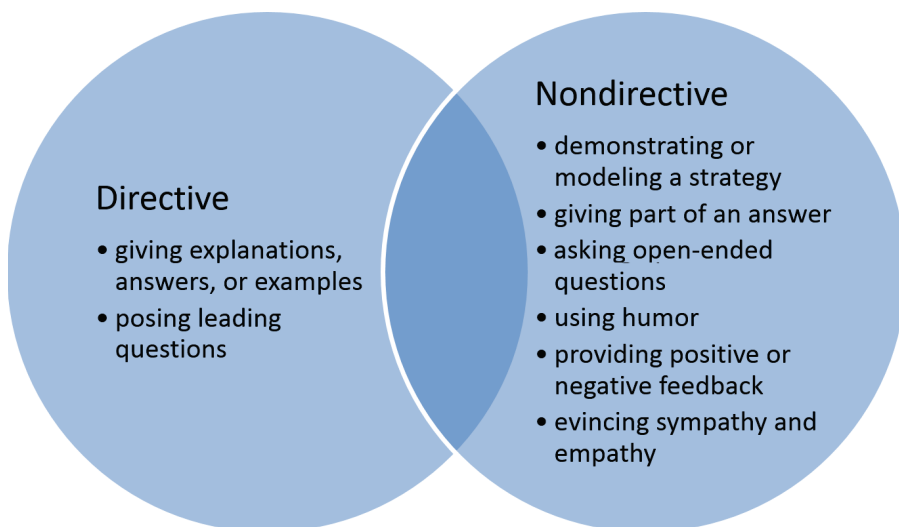 Directive
• giving explanations,
answers, or examples
• posing leading
questions
Nondirective
• demonstrating or
modeling a strategy
• giving part of an answer
• asking open-ended
questions
• using humor
• providing positive or
negative feedback
• evincing sympathy and
empathy